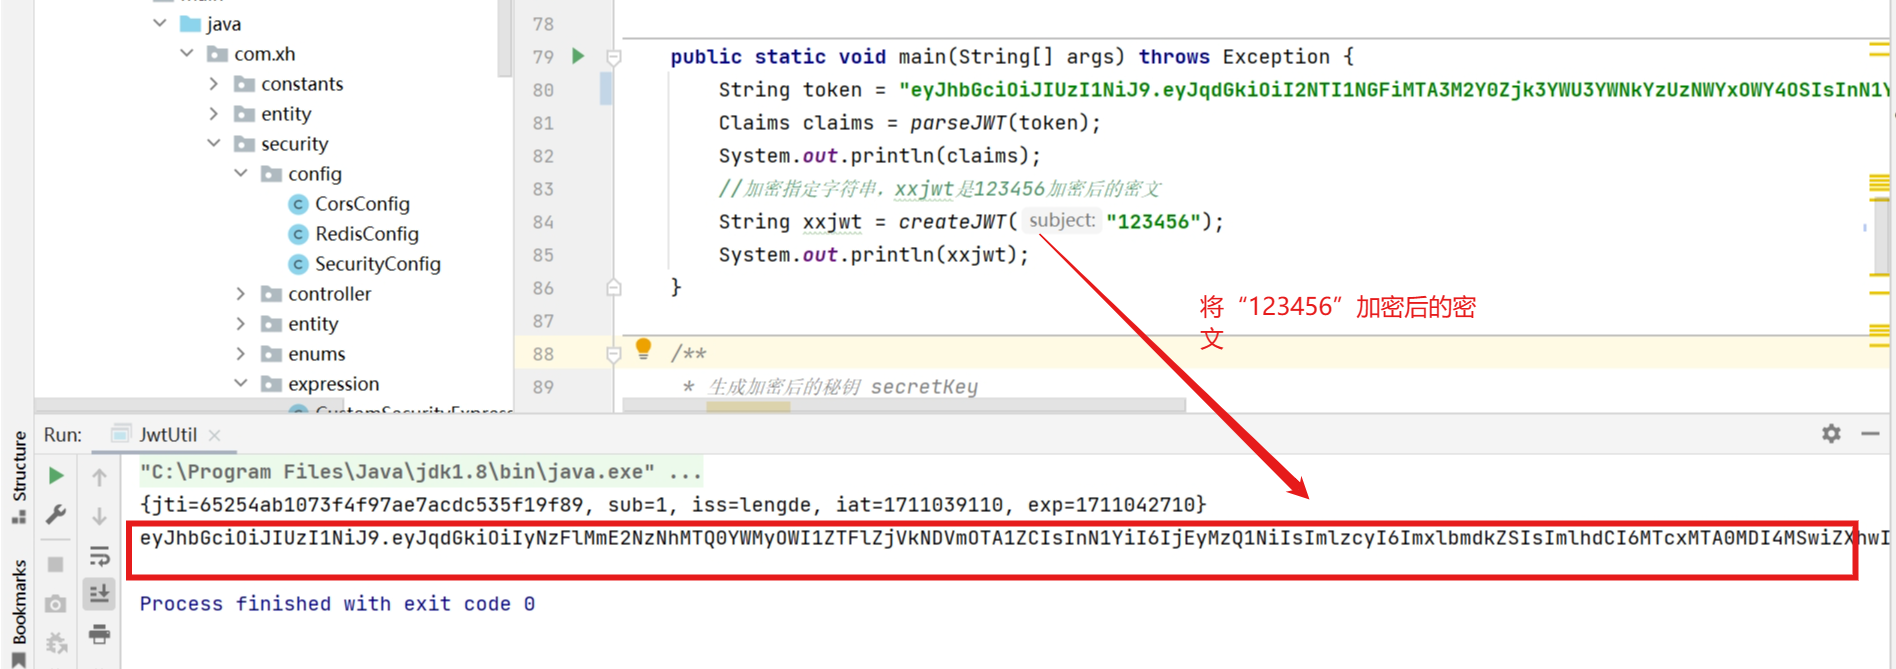 java
com.xh
constants
entity
security
config
CorsConfig
RedisConfig
SecurityConfig
controller
entity
enums
expression
78
79 public static void main(String[] args) throws Exception {
80 String token = "eyJhbGciOiJIUzI1NiJ9.eyJqdGkiOiI2NTI1NGFiMTA3M2Y0Zjk3YWU3YWNkYzUzNWYxOWY4OSIsInN1Y
81 Claims claims = parseJWT(token);
82 System.out.println(claims);
83 //加密指定字符串，xxjwt是123456加密后的密文
84 String xxjwt = createJWT( subject: "123456");
85 System.out.println(xxjwt);
86 }
87
88 /**
89 * 生成加密后的秘钥 secretKey
将“123456”加密后的密
文
Structure
Bookmarks
Run: JwtUtil
"C:\Program Files\Java\jdk1.8\bin\java.exe" ...
{jti=65254ab1073f4f97ae7acdc535f19f89, sub=1, iss=lengde, iat=1711039110, exp=1711042710}
eyJhbGciOiJIUzI1NiJ9.eyJqdGkiOiIyNzFlMmE2NzNhMTQ0YWMyOWI1ZTFlZjVkNDVmOTA1ZCIsInN1YiI6IjEyMzQ1NiIsImlzcyI6ImxlbmdkZSIsImlhdCI6MTcxMTA0MDI4MSwiZXhwI
Process finished with exit code 0